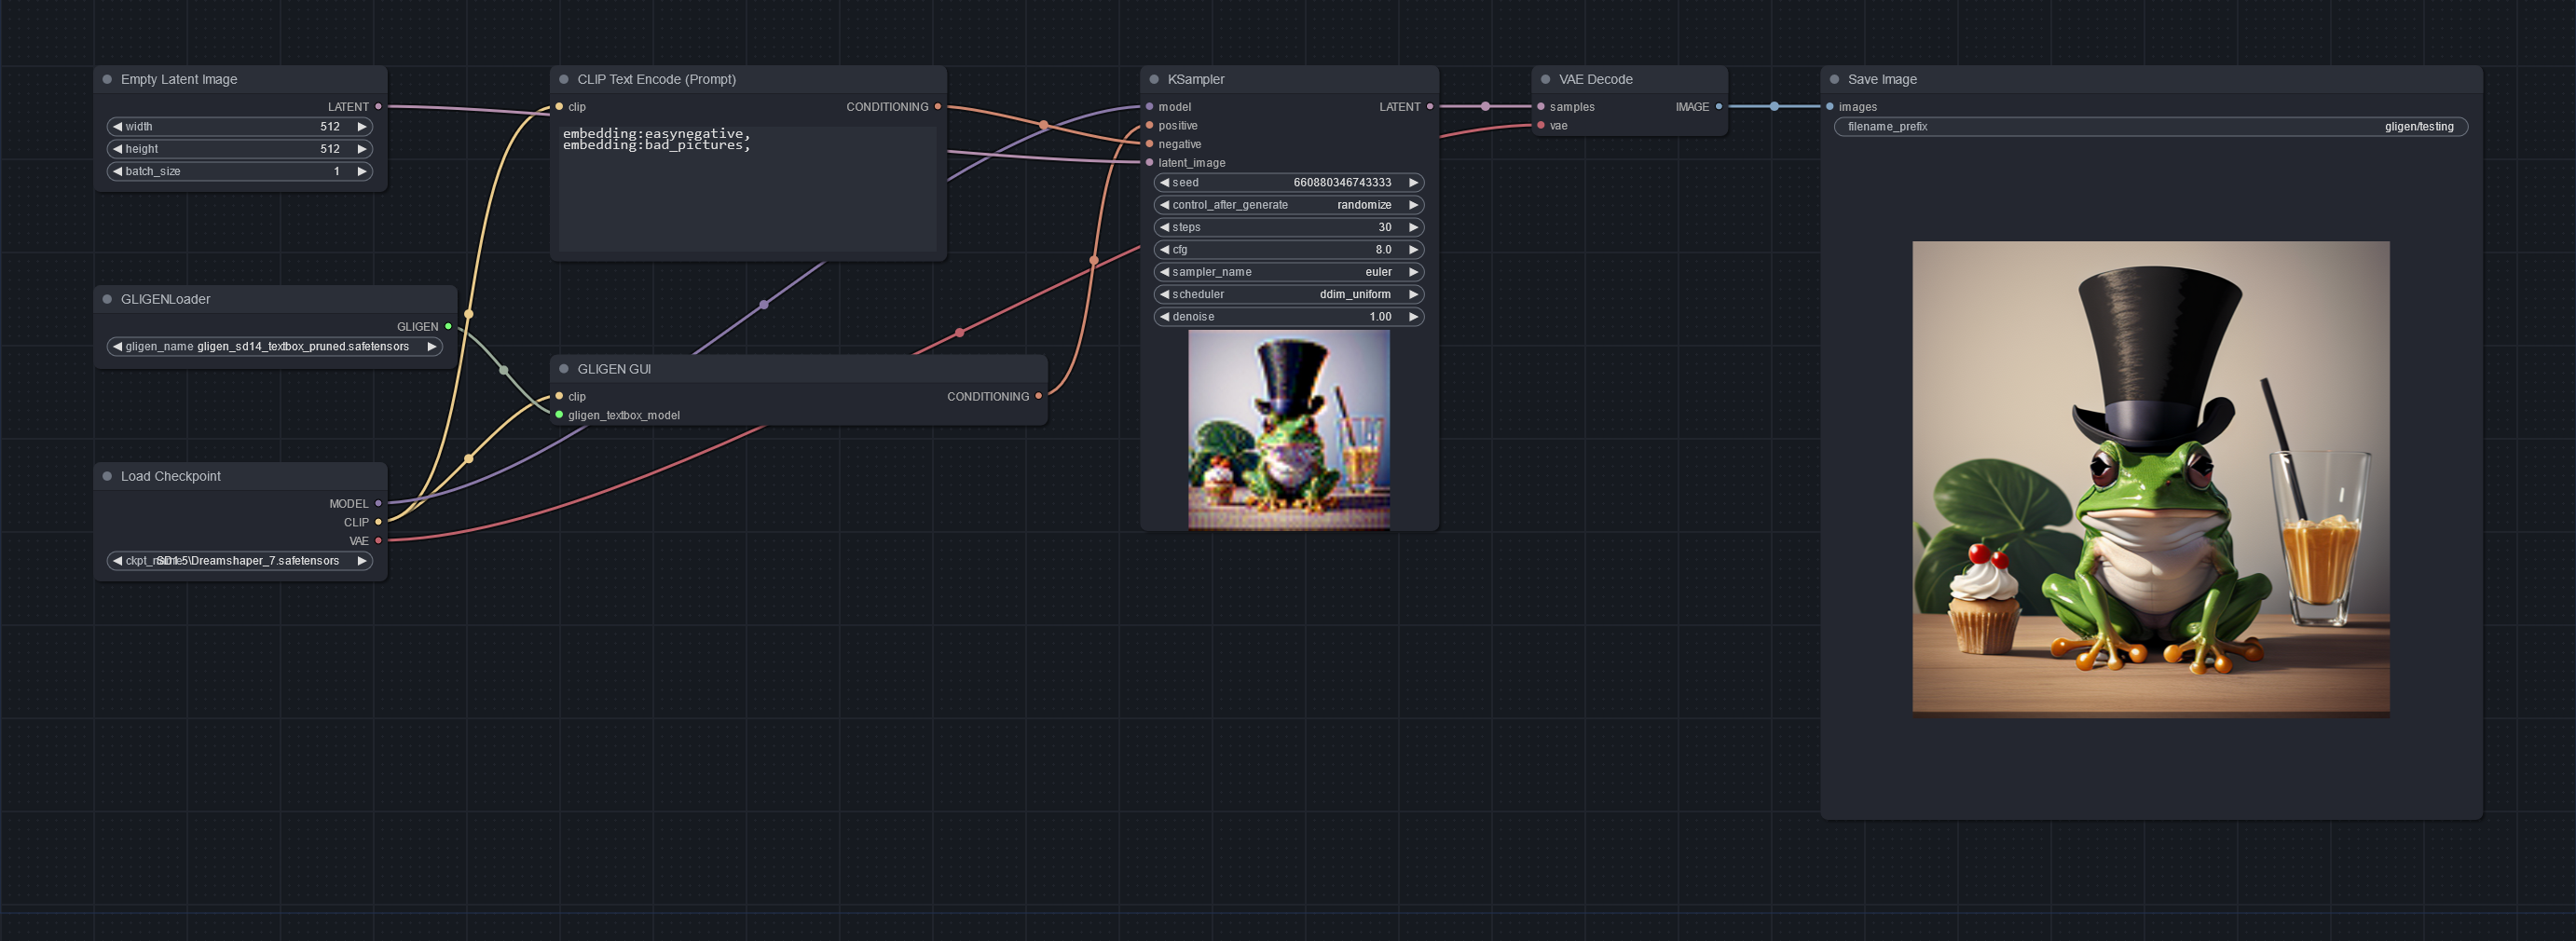 Empty Latent Image
LATENT
width 512
height 512
batch_size 1
GLIGENLoader
GLIGEN
gligen_name gligen_sd14_textbox_pruned.safetensors
Load Checkpoint
MODEL
CLIP
VAE
SD1.5\Dreamshaper_7.safetensors
CLIP Text Encode (Prompt)
clip CONDITIONING
embedding:easynegative,
embedding:bad_pictures,
GLIGEN GUI
clip CONDITIONING
gligen_textbox_model
KSampler
model LATENT
positive
negative
latent_image
seed 660880346743333
control_after_generate randomize
steps 30
cfg 8.0
sampler_name euler
scheduler ddim_uniform
denoise 1.00
VAE Decode
samples IMAGE
vae
Save Image
images
filename_prefix gligen/testing